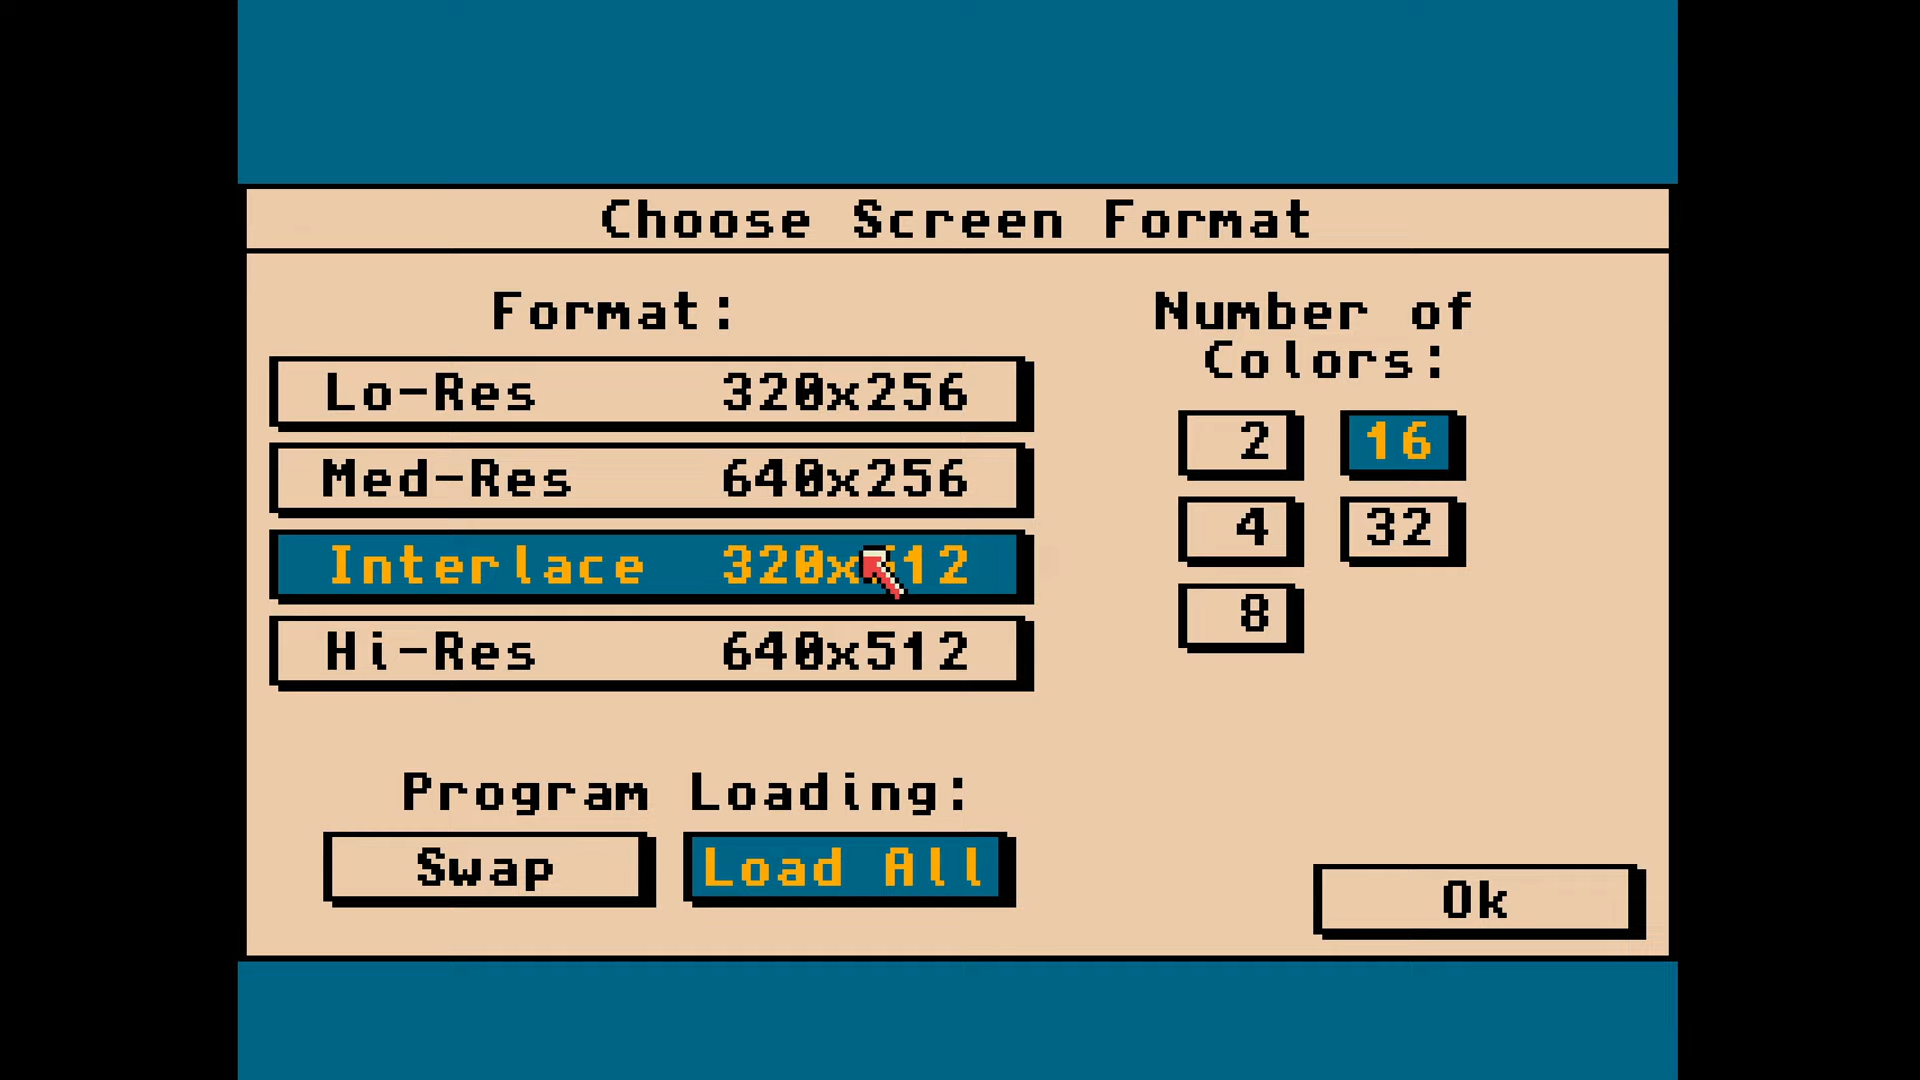 Choose Screen Format
Format:
Lo-Res 320x256
Med-Res 640x256
Interlace 320x512
Hi-Res 640x512
Number of
Colors:
2 16
4 32
8
Program Loading:
Swap Load All
Ok